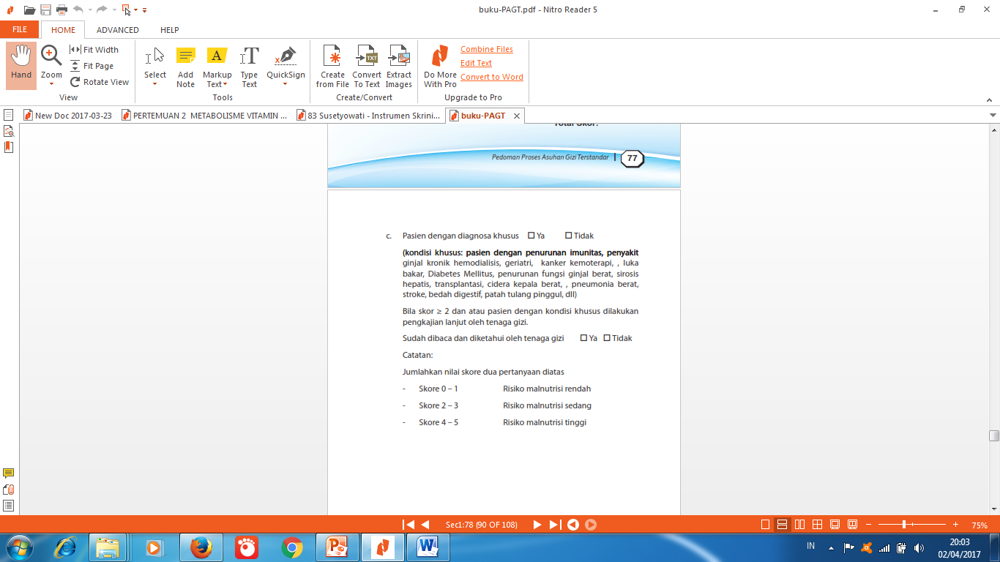 buku-PAGT.pdf - Nitro Reader 5
FILE HOME ADVANCED HELP
Hand
Zoom
Fit Width
Fit Page
Rotate View
View
Select
Add Note
Markup Text
Type Text
QuickSign
Tools
Create from File
Convert To Text
Extract Images
Create/Convert
Do More With Pro
Combine Files
Edit Text
Convert to Word
Upgrade to Pro
New Doc 2017-03-23
PERTEMUAN 2 METABOLISME VITAMIN ...
83 Susetyowati - Instrumen Skrini...
buku-PAGT
Total Skor:
Pedoman Proses Asuhan Gizi Terstandar 77
c. Pasien dengan diagnosa khusus Ya Tidak
(kondisi khusus: pasien dengan penurunan imunitas, penyakit
ginjal kronik hemodialisis, geriatri, kanker kemoterapi, , luka
bakar, Diabetes Mellitus, penurunan fungsi ginjal berat, sirosis
hepatis, transplantasi, cidera kepala berat, , pneumonia berat,
stroke, bedah digestif, patah tulang pinggul, dll)
Bila skor ≥ 2 dan atau pasien dengan kondisi khusus dilakukan
pengkajian lanjut oleh tenaga gizi.
Sudah dibaca dan diketahui oleh tenaga gizi Ya Tidak
Catatan:
Jumlahkan nilai skore dua pertanyaan diatas
- Skore 0 – 1 Risiko malnutrisi rendah
- Skore 2 – 3 Risiko malnutrisi sedang
- Skore 4 – 5 Risiko malnutrisi tinggi
Sec1:78 (90 OF 108)
75%
IN
20:03
02/04/2017